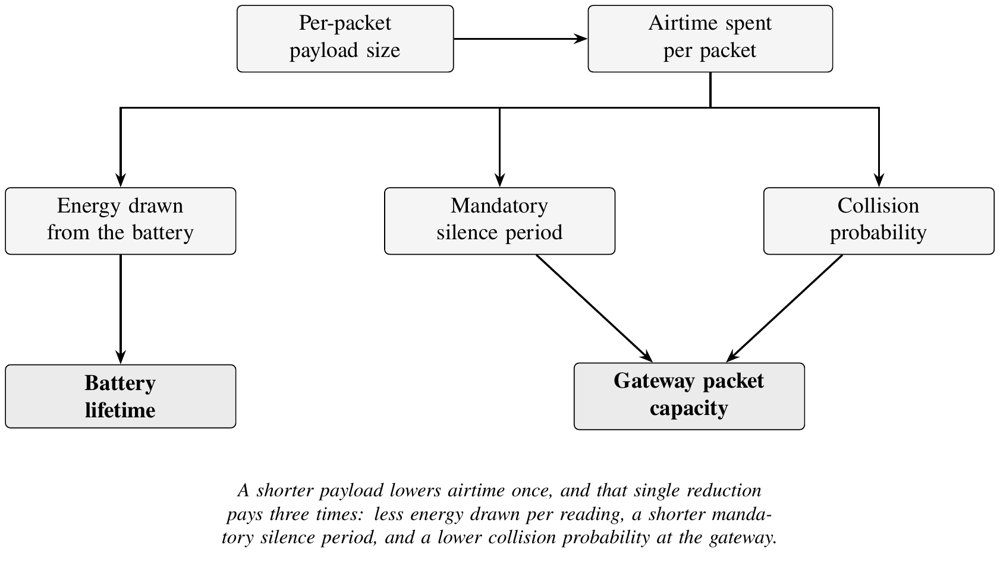 Per-packet
payload size
Airtime spent
per packet
Energy drawn
from the battery
Mandatory
silence period
Collision
probability
Battery
lifetime
Gateway packet
capacity
A shorter payload lowers airtime once, and that single reduction
pays three times: less energy drawn per reading, a shorter manda-
tory silence period, and a lower collision probability at the gateway.